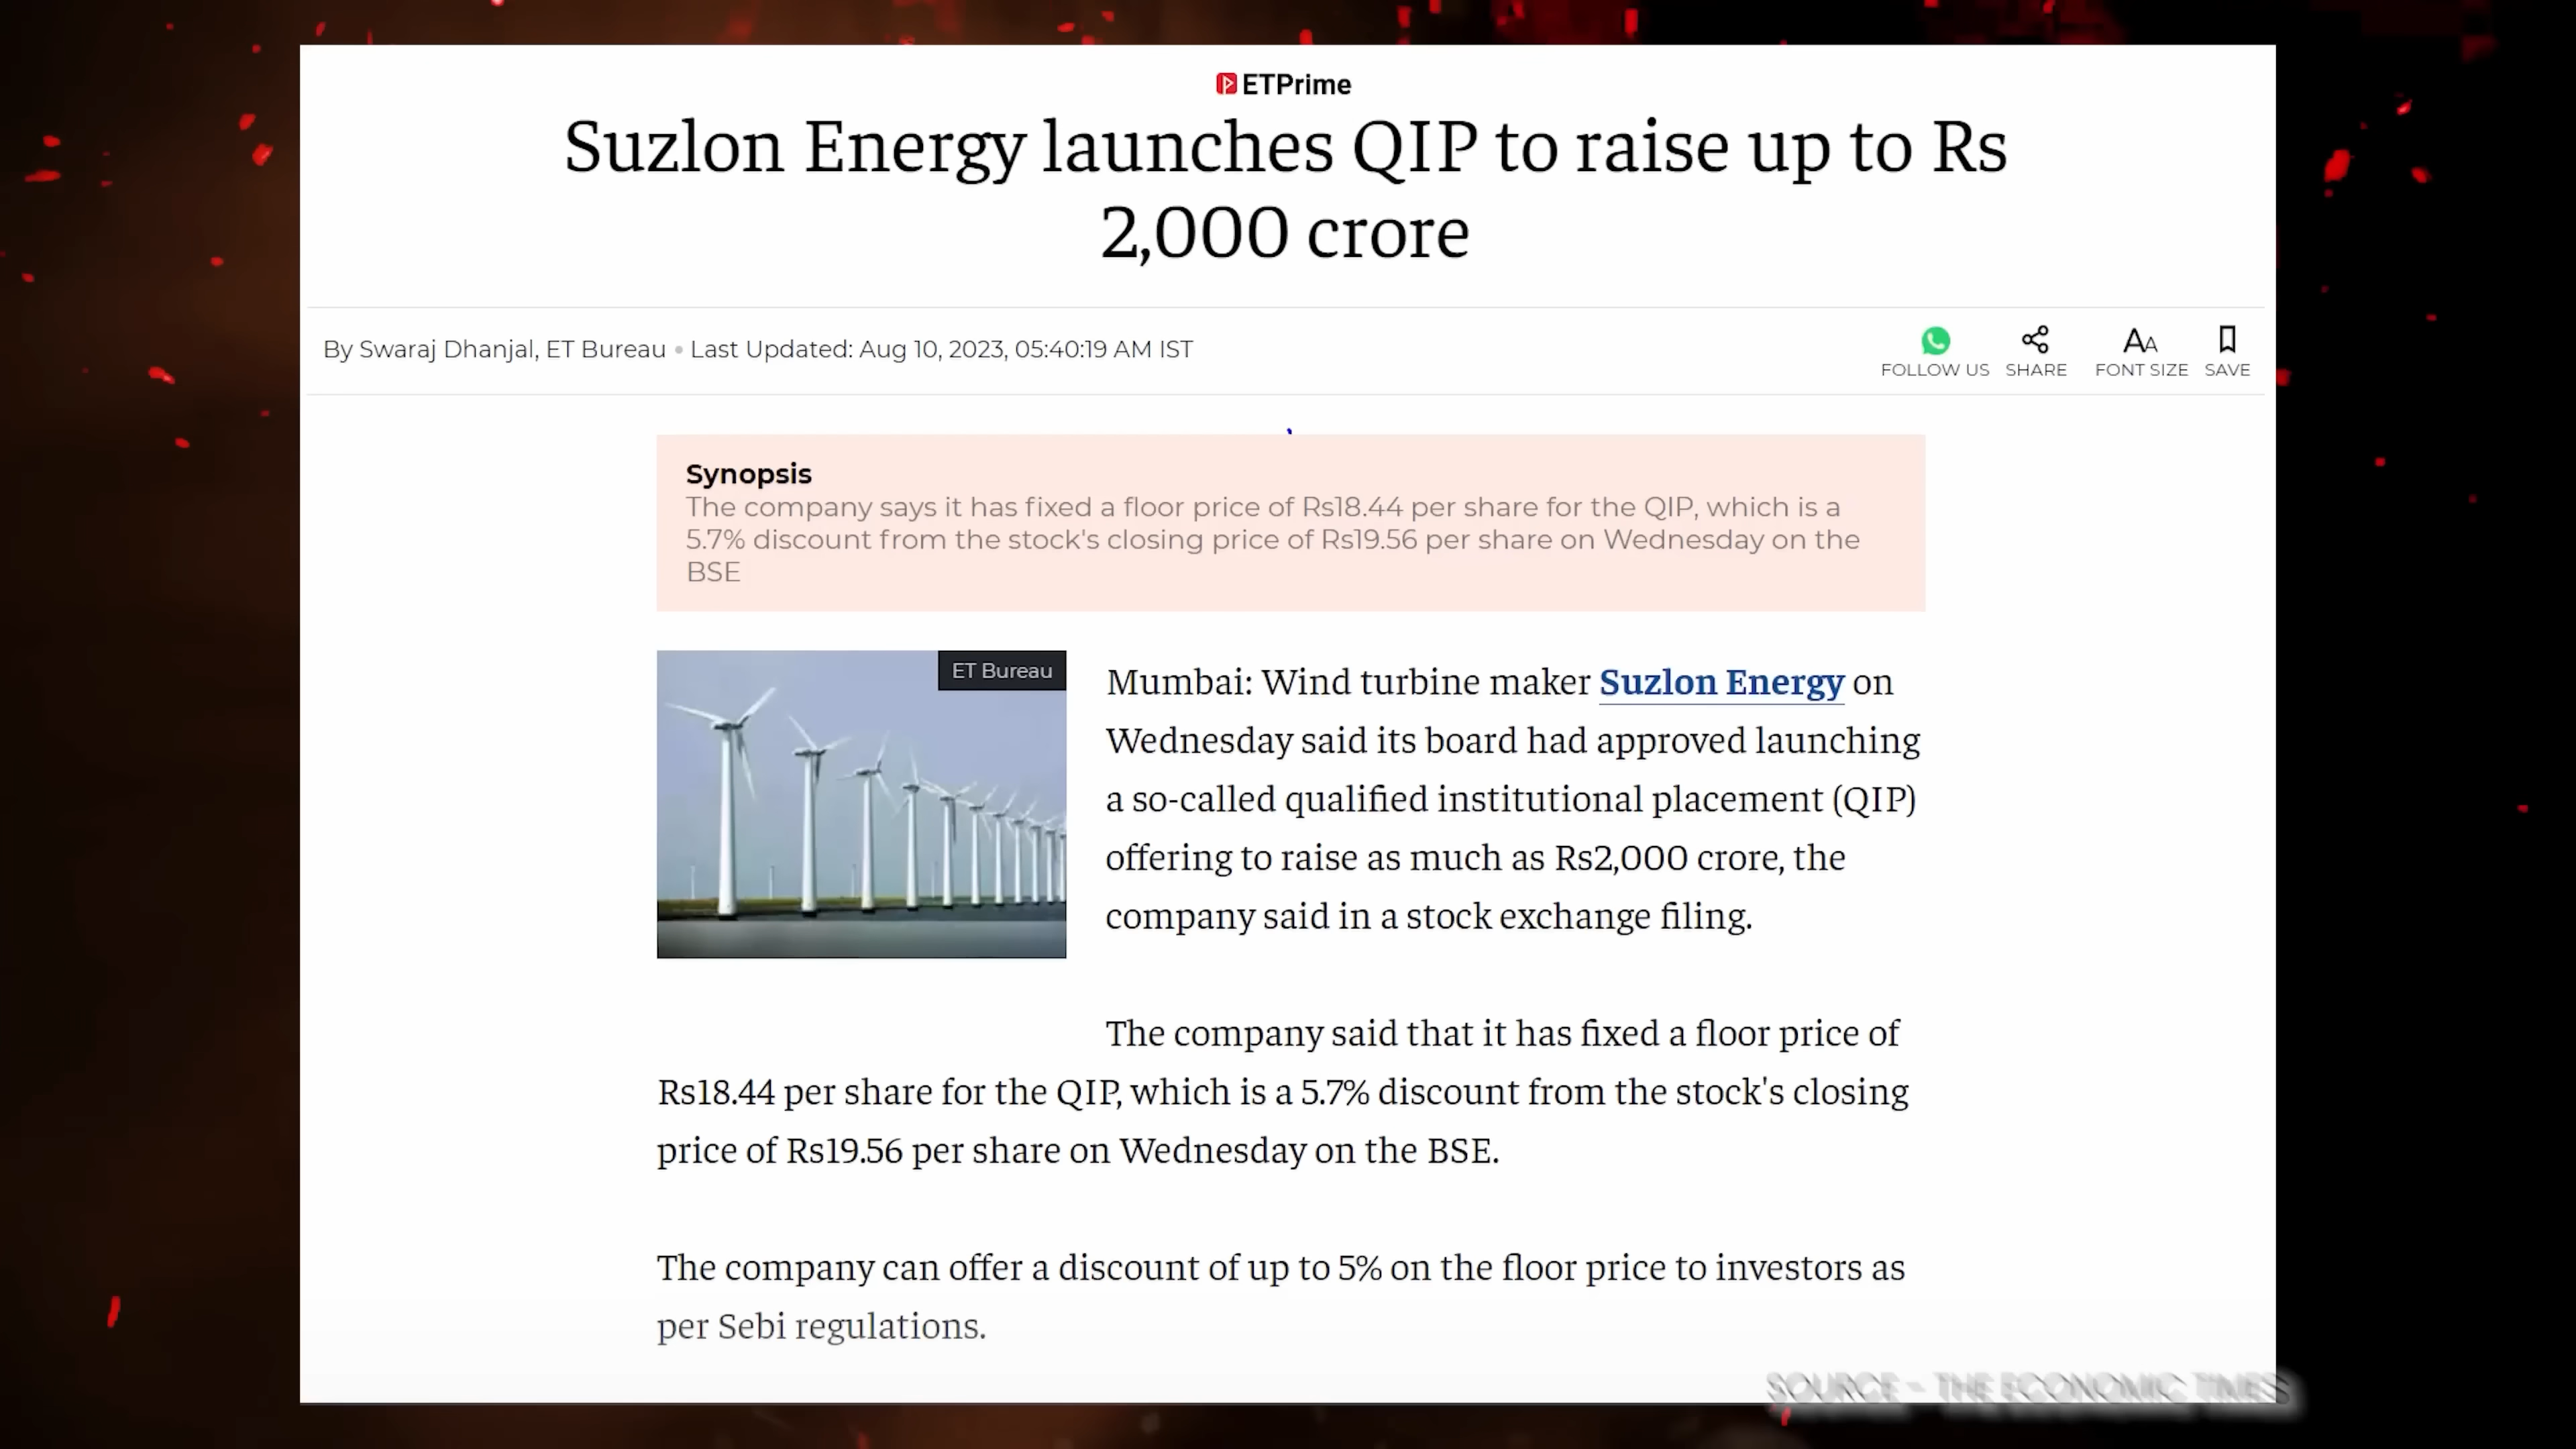 ETPrime
Suzlon Energy launches QIP to raise up to Rs
2,000 crore
By Swaraj Dhanjal, ET Bureau • Last Updated: Aug 10, 2023, 05:40:19 AM IST
FOLLOW US SHARE FONT SIZE SAVE
Synopsis
The company says it has fixed a floor price of Rs18.44 per share for the QIP, which is a
5.7% discount from the stock's closing price of Rs19.56 per share on Wednesday on the
BSE
ET Bureau
Mumbai: Wind turbine maker Suzlon Energy on
Wednesday said its board had approved launching
a so-called qualified institutional placement (QIP)
offering to raise as much as Rs2,000 crore, the
company said in a stock exchange filing.
The company said that it has fixed a floor price of
Rs18.44 per share for the QIP, which is a 5.7% discount from the stock's closing
price of Rs19.56 per share on Wednesday on the BSE.
The company can offer a discount of up to 5% on the floor price to investors as
per Sebi regulations.
SOURCE - THE ECONOMIC TIMES